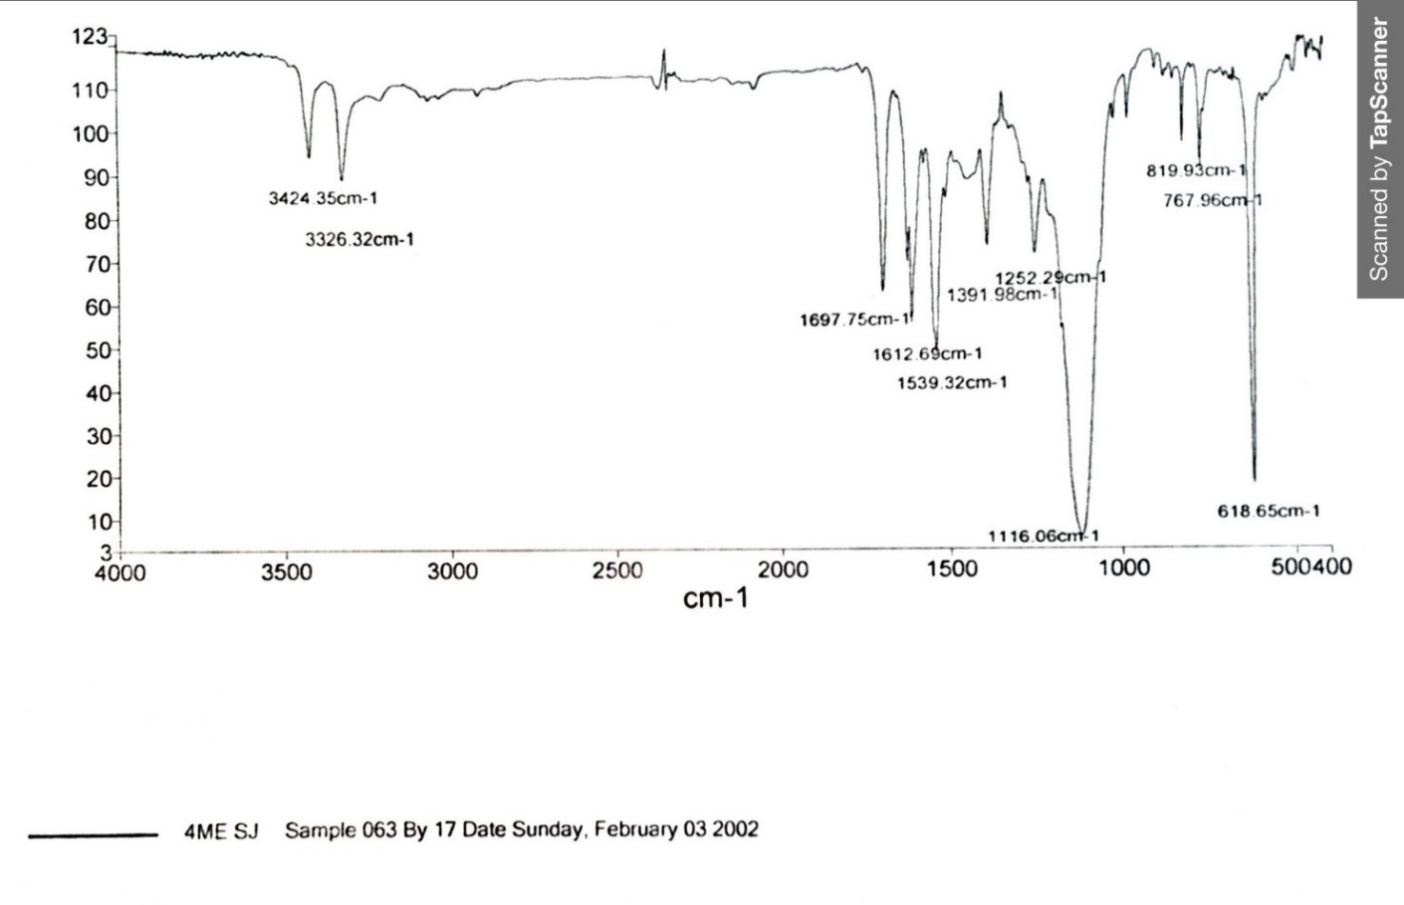 123
110
100
90
80
70
60
50
40
30
20
10
3
4000 3500 3000 2500 2000 1500 1000 500400
cm-1
3424.35cm-1
3326.32cm-1
1697.75cm-1
1612.69cm-1
1539.32cm-1
1391.98cm-1
1252.29cm-1
1116.06cm-1
819.93cm-1
767.96cm-1
618.65cm-1
4ME SJ Sample 063 By 17 Date Sunday, February 03 2002
Scanned by TapScanner